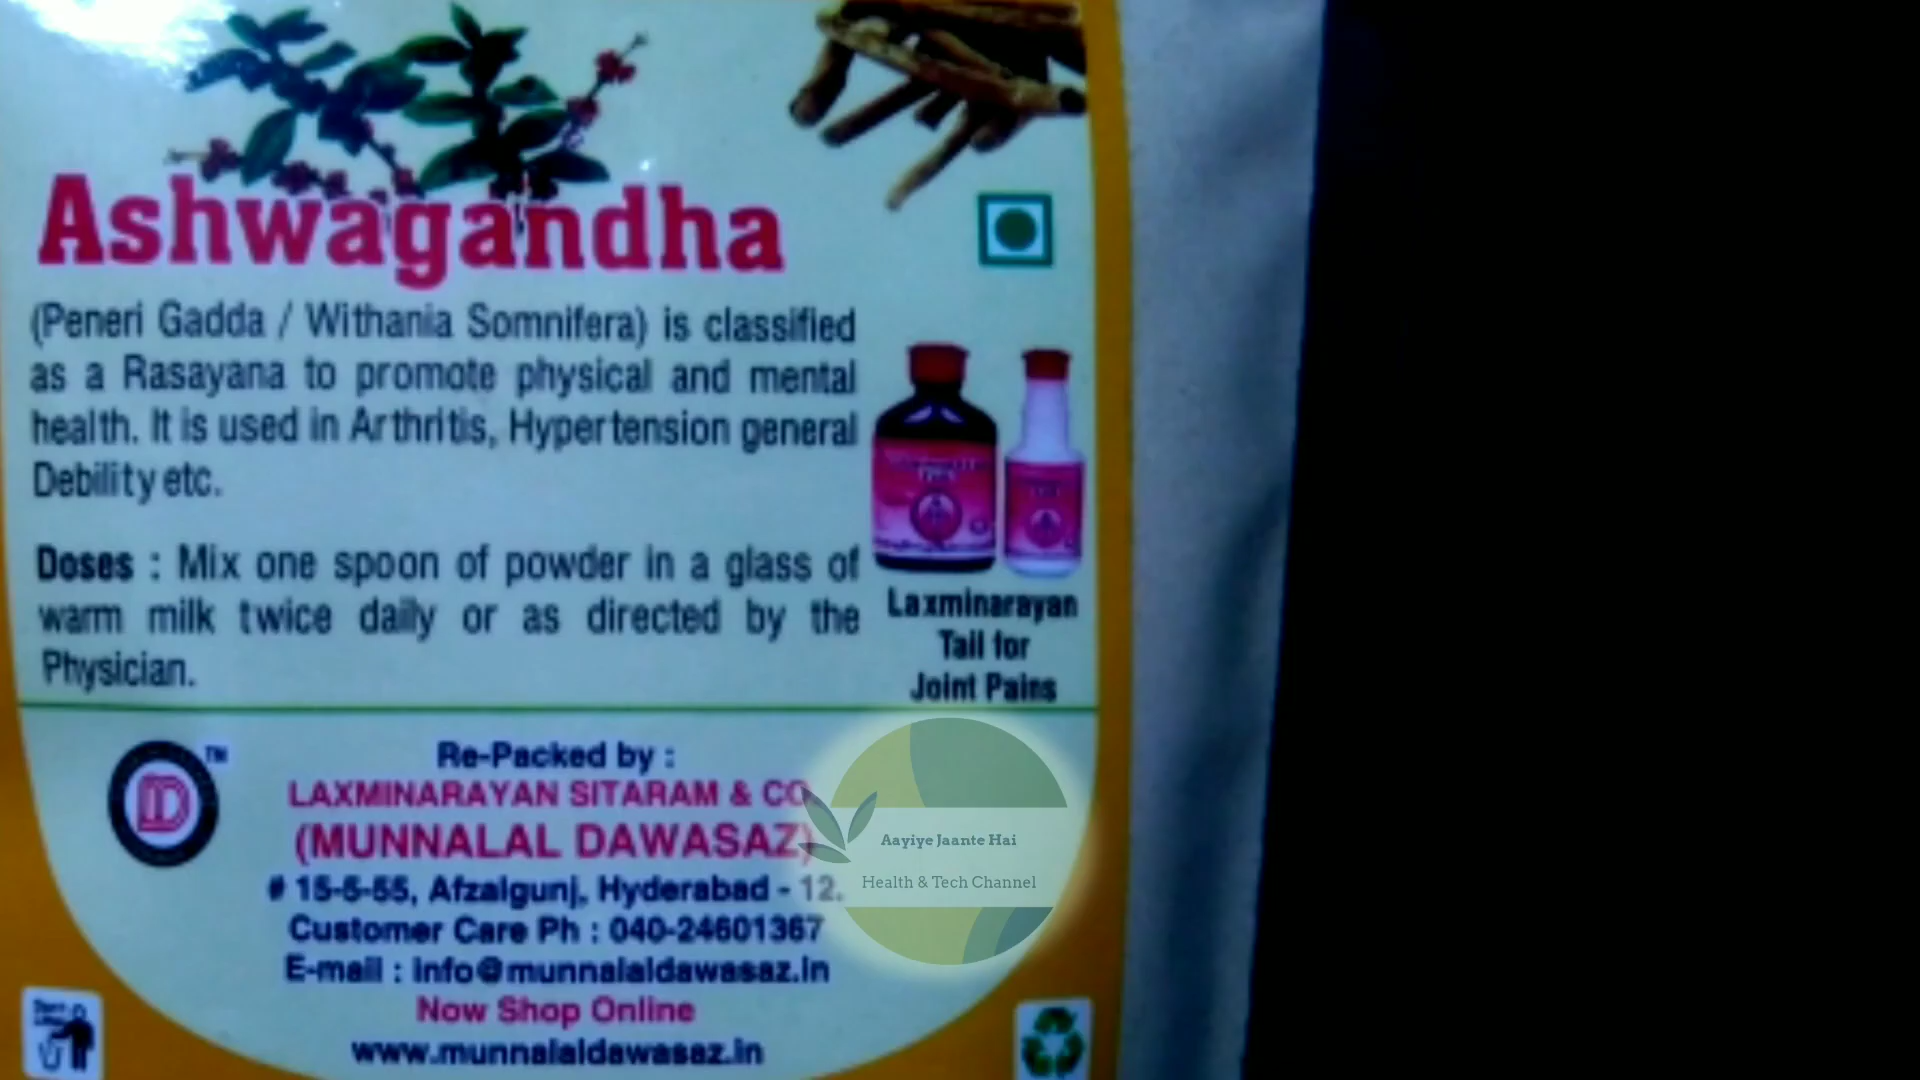 Ashwagandha
(Peneri Gadda / Withania Somnifera) is classified
as a Rasayana to promote physical and mental
health. It is used in Arthritis, Hypertension general
Debility etc.
Doses : Mix one spoon of powder in a glass of
warm milk twice daily or as directed by the
Physician.
Laxminarayan
Tail for
Joint Pains
TM
Re-Packed by :
LAXMINARAYAN SITARAM & CO
(MUNNALAL DAWASAZ)
# 15-5-55, Afzalgunj, Hyderabad - 12.
Customer Care Ph : 040-24601367
E-mail : info@munnalaldawasaz.in
Now Shop Online
www.munnalaldawasaz.in
Aayiye Jaante Hai
Health & Tech Channel